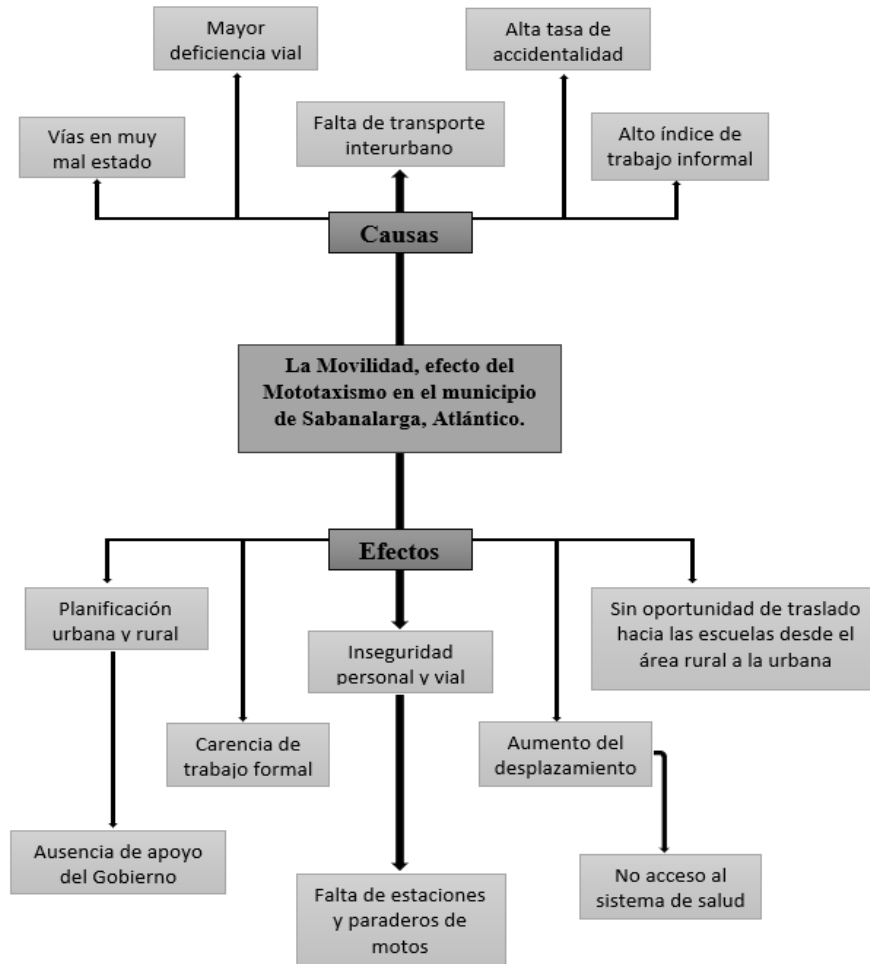 Mayor
deficiencia vial
Alta tasa de
accidentalidad
Vías en muy
mal estado
Falta de transporte
interurbano
Alto índice de
trabajo informal
Causas
La Movilidad, efecto del
Mototaxismo en el municipio
de Sabanalarga, Atlántico.
Efectos
Planificación
urbana y rural
Inseguridad
personal y vial
Sin oportunidad de traslado
hacia las escuelas desde el
área rural a la urbana
Carencia de
trabajo formal
Aumento del
desplazamiento
Ausencia de apoyo
del Gobierno
Falta de estaciones
y paraderos de
motos
No acceso al
sistema de salud